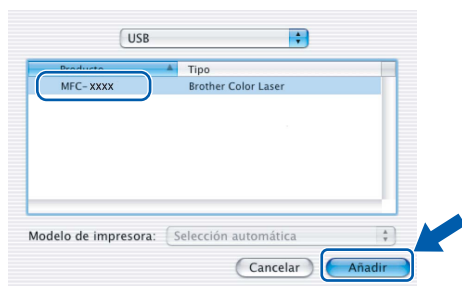 USB
Producto Tipo
MFC-XXXX Brother Color Laser
Modelo de impresora: Selección automática
Cancelar Añadir